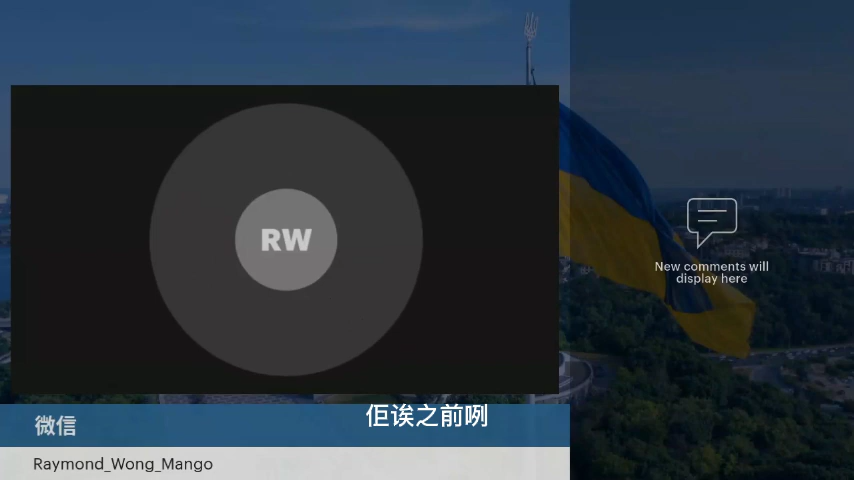 RW
New comments will
display here
佢诶之前咧
微信
Raymond_Wong_Mango